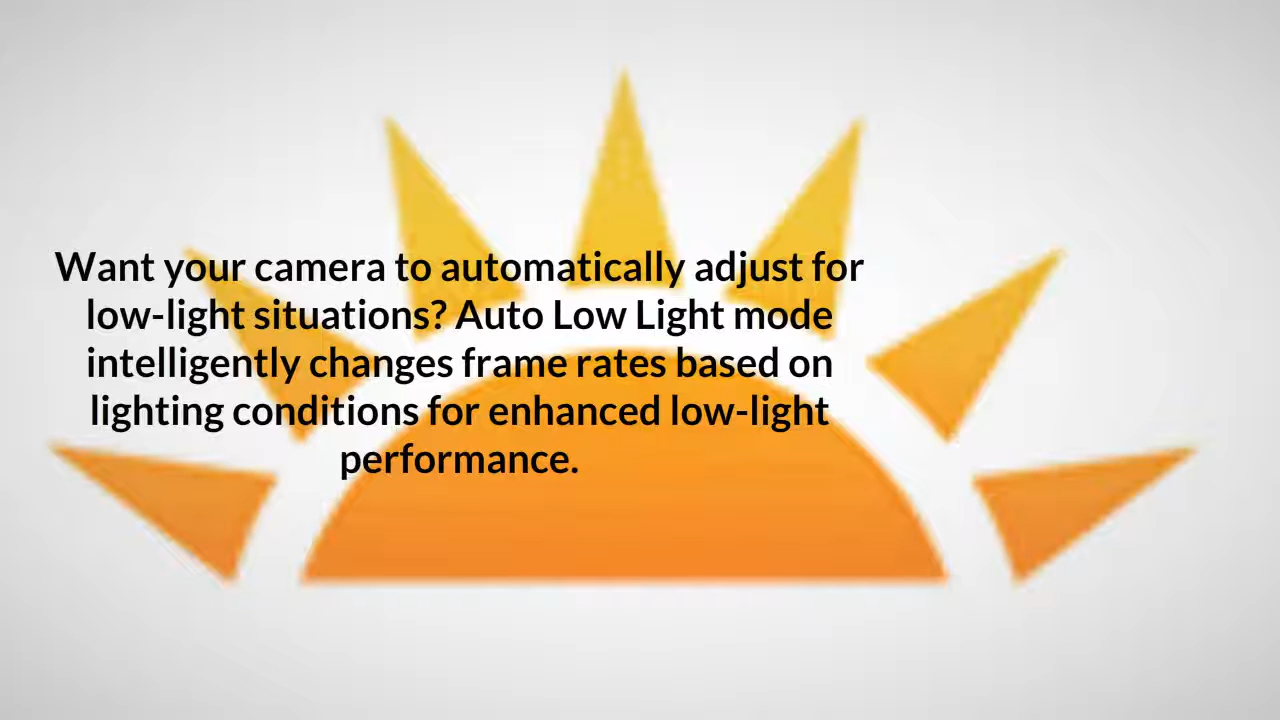 Want your camera to automatically adjust for
low-light situations? Auto Low Light mode
intelligently changes frame rates based on
lighting conditions for enhanced low-light
performance.